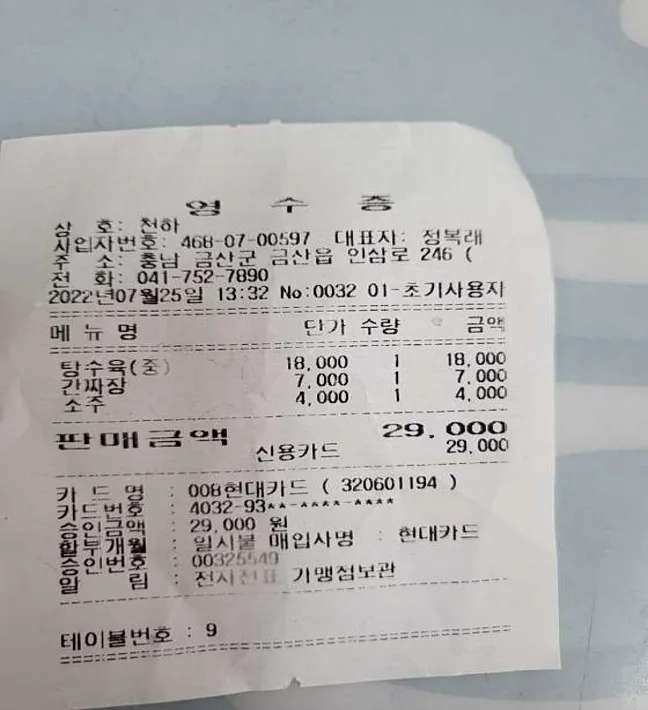 영 수 증
상 호: 천하
사업자번호: 468-07-00597 대표자: 정복래
주 소: 충남 금산군 금산읍 인삼로 246 (
전 화: 041-752-7890
2022년07월25일 13:32 No:0032 01-초기사용자
메 뉴 명 단가 수량 금액
탕수육(중) 18,000 1 18,000
간짜장 7,000 1 7,000
소주 4,000 1 4,000
판매금액 29,000
신용카드 29,000
카 드 명 : 008현대카드 ( 320601194 )
카드번호 : 4032-93**-****-****
승인금액 : 29,000 원
할부개월 : 일시불 매입사명 : 현대카드
승인번호 : 00325549
알 림 : 전자전표 가맹점보관
테이블번호 : 9